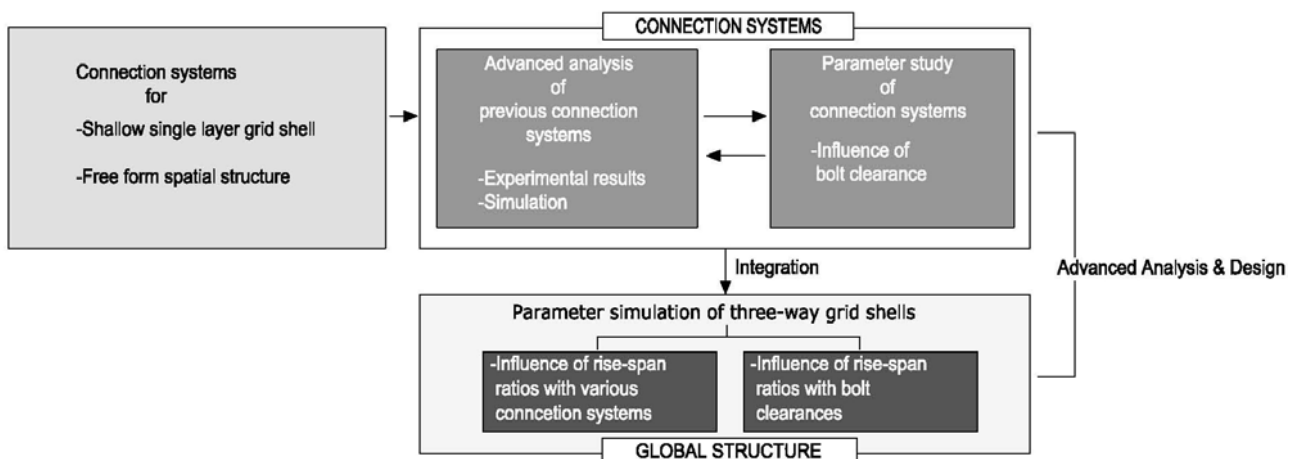 CONNECTION SYSTEMS
Connection systems
for
-Shallow single layer grid shell
-Free form spatial structure
Advanced analysis
of
previous connection
systems
-Experimental results
-Simulation
Parameter study
of
connection systems
-Influence of
bolt clearance
Integration
Advanced Analysis & Design
Parameter simulation of three-way grid shells
-Influence of rise-span
ratios with various
conncetion systems
-Influence of rise-span
ratios with bolt
clearances
GLOBAL STRUCTURE